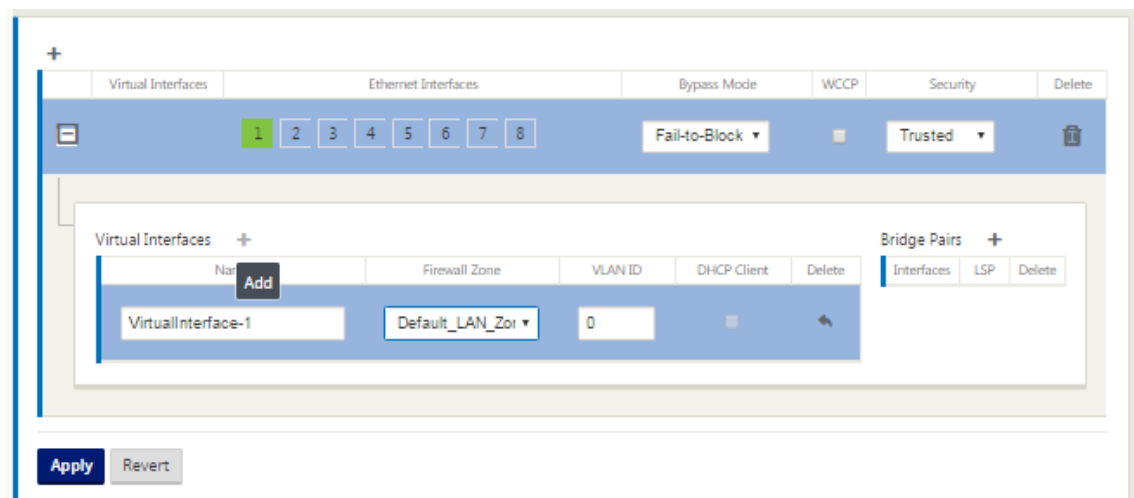 +
Virtual Interfaces Ethernet Interfaces Bypass Mode WCCP Security Delete
1 2 3 4 5 6 7 8 Fail-to-Block Trusted
Virtual Interfaces + Bridge Pairs +
Firewall Zone VLAN ID DHCP Client Delete Interfaces LSP Delete
Add
VirtualInterface-1 Default_LAN_Zor 0
Apply Revert